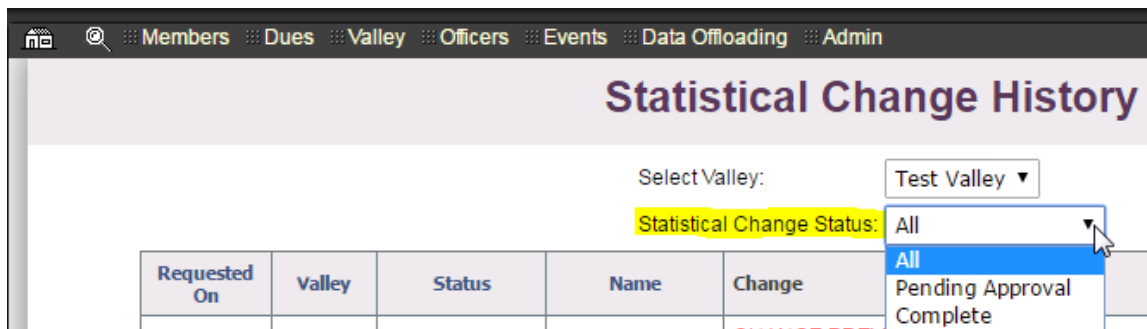 Members Dues Valley Officers Events Data Offloading Admin
Statistical Change History
Select Valley: Test Valley
Statistical Change Status: All
All
Pending Approval
Complete
Requested On Valley Status Name Change